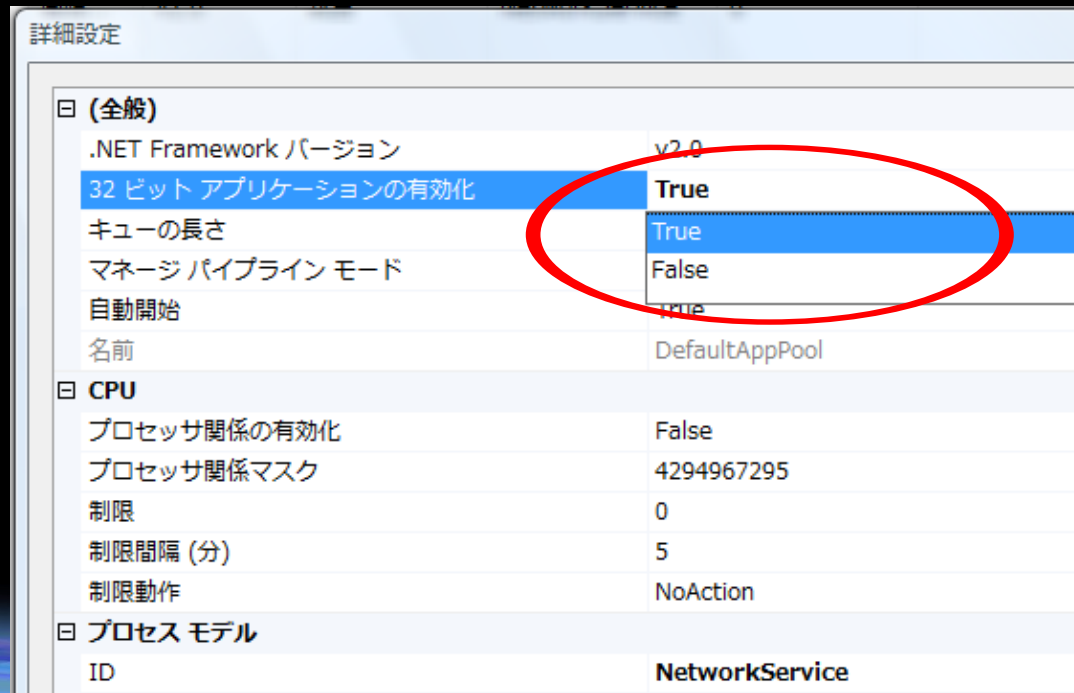 詳細設定
(全般)
.NET Framework バージョン v2.0
32 ビット アプリケーションの有効化 True
キューの長さ True
マネージ パイプライン モード False
自動開始 True
名前 DefaultAppPool
CPU
プロセッサ関係の有効化 False
プロセッサ関係マスク 4294967295
制限 0
制限間隔 (分) 5
制限動作 NoAction
プロセス モデル
ID NetworkService